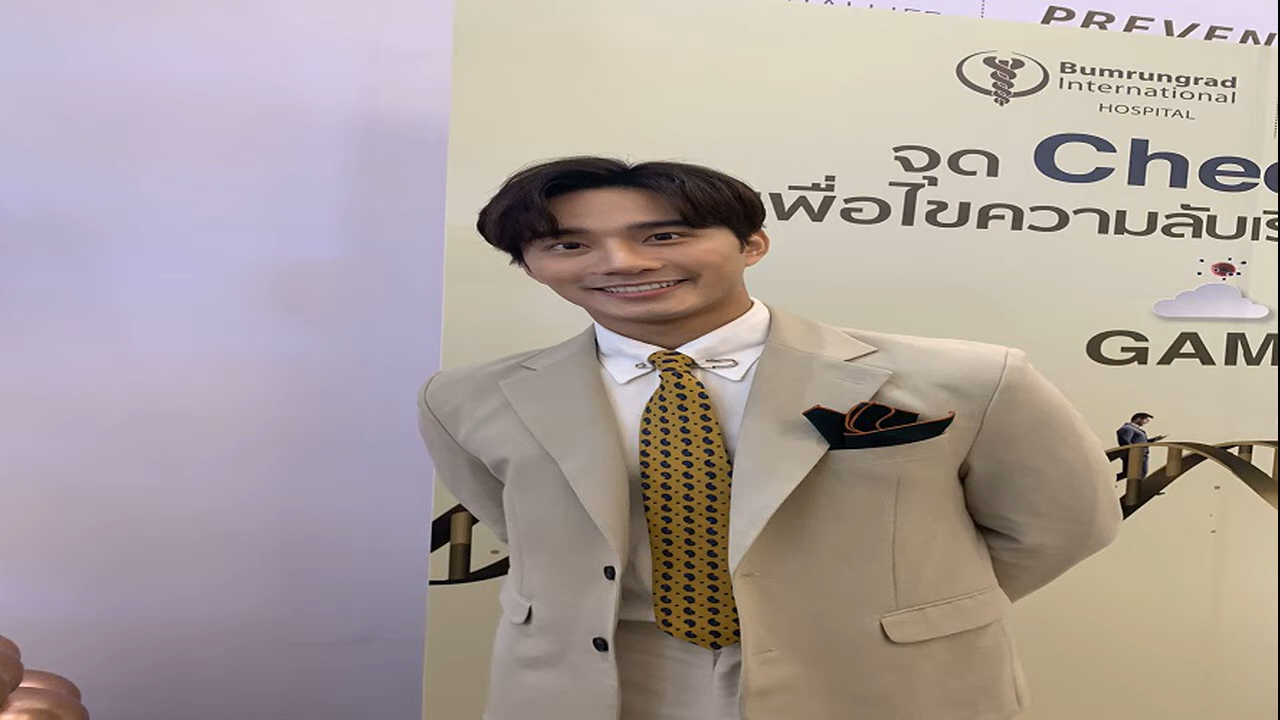 PREVEN
Bumrungrad
International
HOSPITAL
จุด Chec
เพื่อไขความลับเรี
GAM